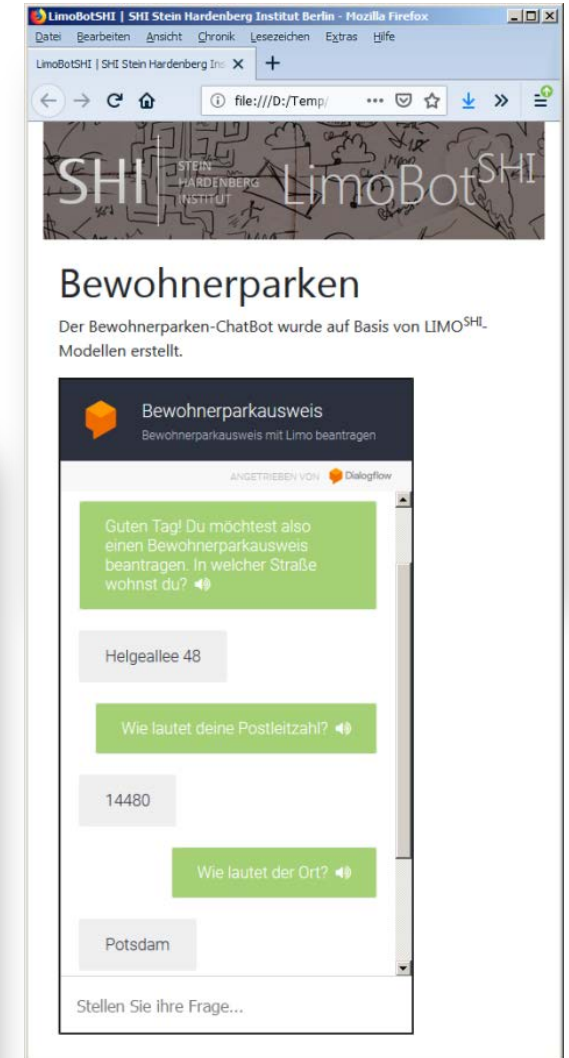 LimoBotSHI | SHI Stein Hardenberg Institut Berlin - Mozilla Firefox
Datei Bearbeiten Ansicht Chronik Lesezeichen Extras Hilfe
LimoBotSHI | SHI Stein Hardenberg Ins
file:///D:/Temp/
SHI
STEIN
HARDENBERG
INSTITUT
LimoBotSHI
Bewohnerparken
Der Bewohnerparken-ChatBot wurde auf Basis von LIMOSHI-
Modellen erstellt.
Bewohnerparkausweis
Bewohnerparkausweis mit Limo beantragen
ANGETRIEBEN VON Dialogflow
Guten Tag! Du möchtest also
einen Bewohnerparkausweis
beantragen. In welcher Straße
wohnst du?
Helgeallee 48
Wie lautet deine Postleitzahl?
14480
Wie lautet der Ort?
Potsdam
Stellen Sie ihre Frage...